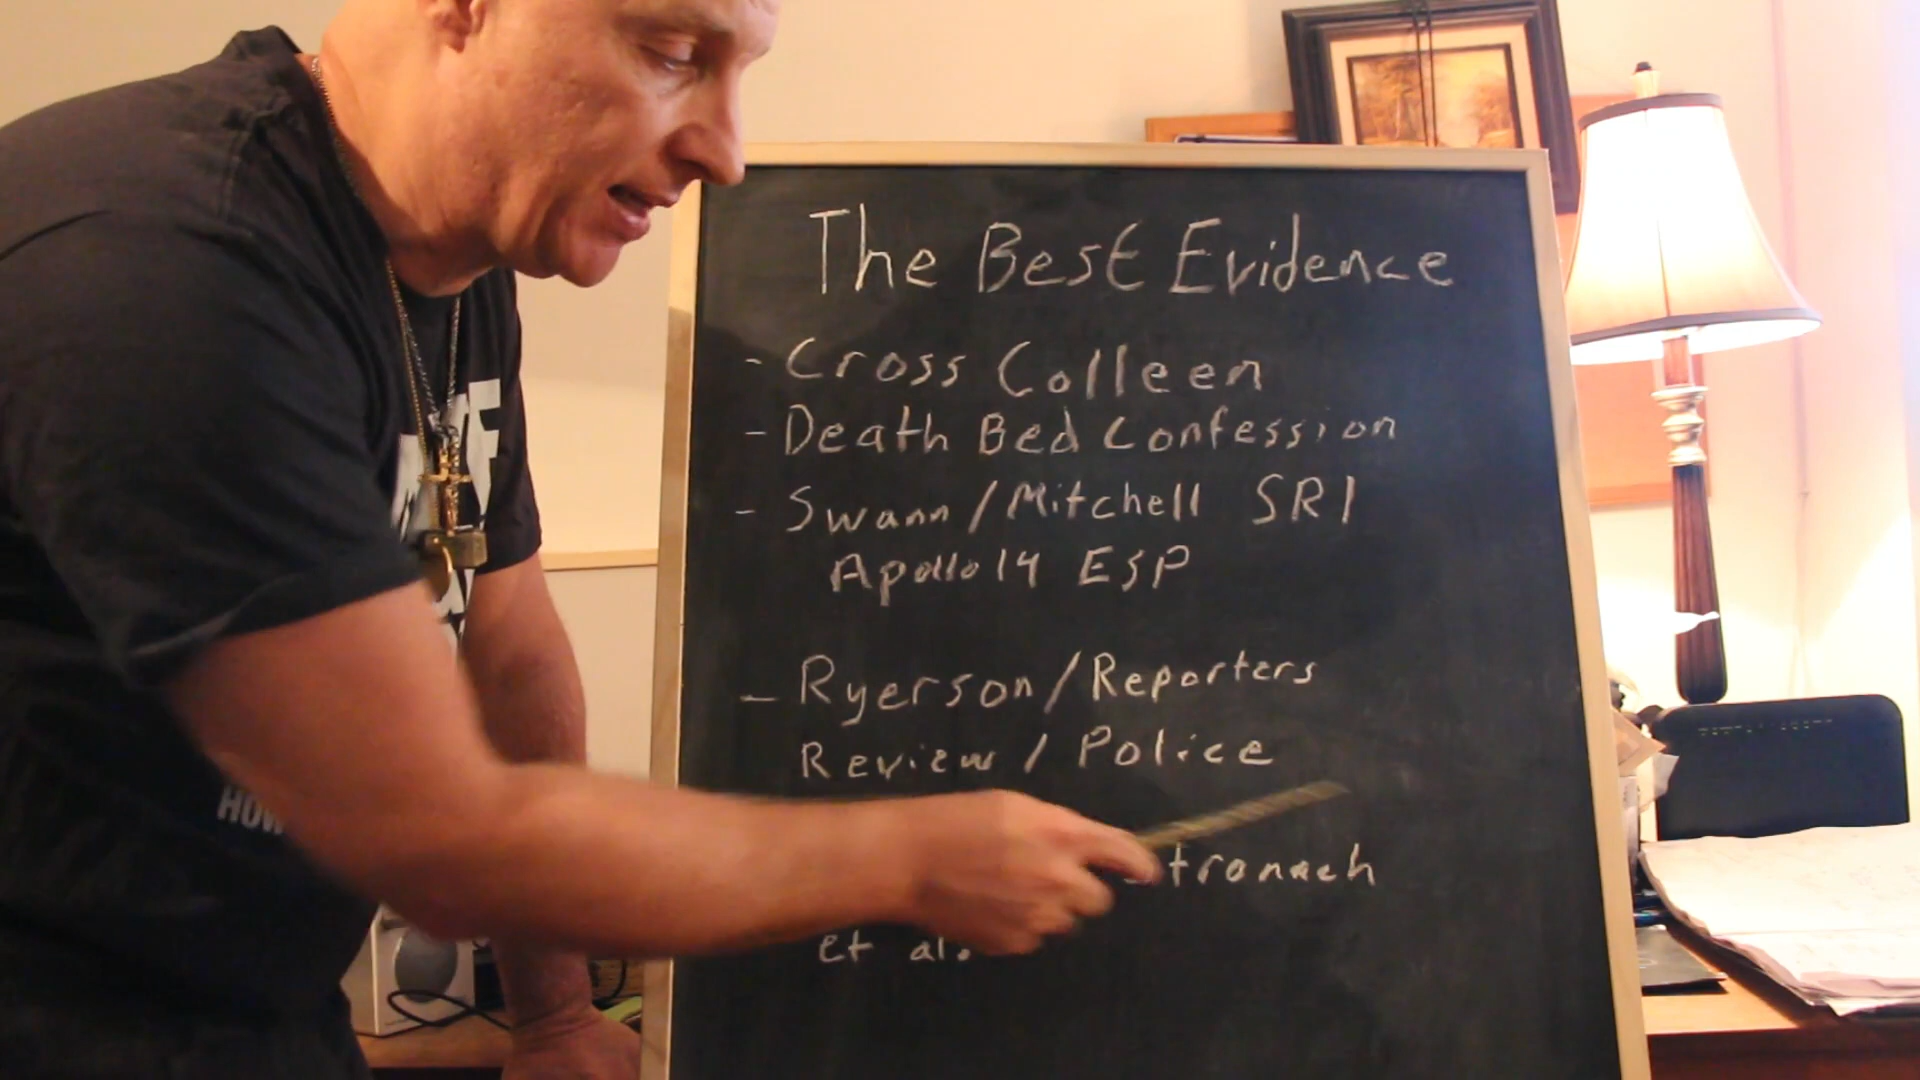 The Best Evidence
- Cross Colleen
- Death Bed Confession
- Swann/Mitchell SRI
Apollo 14 ESP
- Ryerson/Reporters
Review / Police
et al.